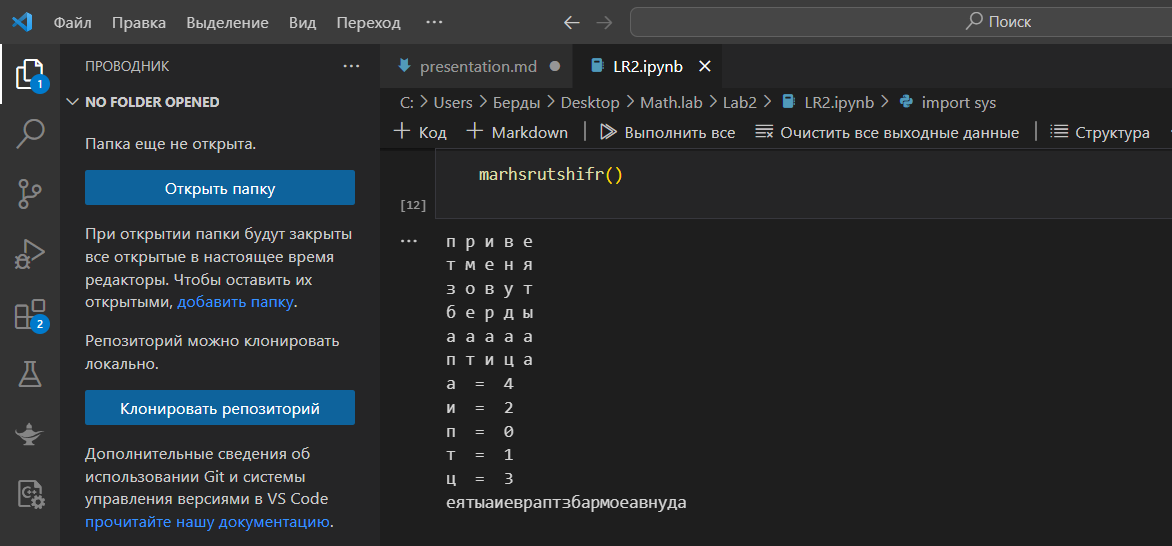 Файл Правка Выделение Вид Переход ··· Поиск
ПРОВОДНИК ···
NO FOLDER OPENED
Папка еще не открыта.
Открыть папку
При открытии папки будут закрыты
все открытые в настоящее время
редакторы. Чтобы оставить их
открытыми, добавить папку.
Репозиторий можно клонировать
локально.
Клонировать репозиторий
Дополнительные сведения об
использовании Git и системы
управления версиями в VS Code
прочитайте нашу документацию.
1
2
presentation.md LR2.ipynb
C: > Users > Берды > Desktop > Math.lab > Lab2 > LR2.ipynb > import sys
+ Код + Markdown Выполнить все Очистить все выходные данные Структура
marhsrutshifr()
[12]
··· п р и в е
т м е н я
з о в у т
б е р д ы
а а а а а
п т и ц а
а = 4
и = 2
п = 0
т = 1
ц = 3
еятыаиевраптзбармоеавнуда